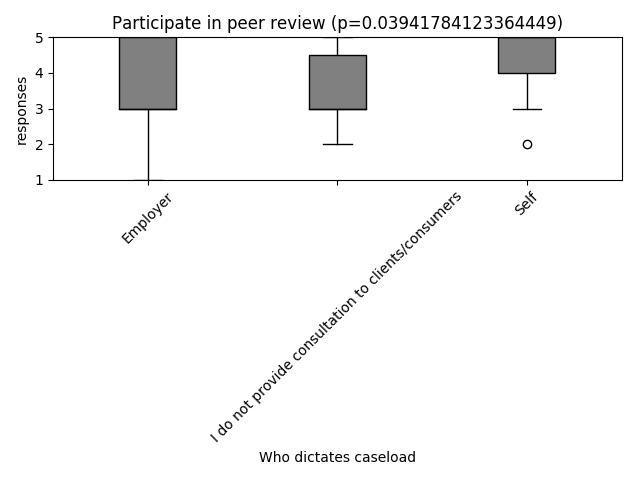 Participate in peer review (p=0.03941784123364449)
responses
5
4
3
2
1
Employer
I do not provide consultation to clients/consumers
Self
Who dictates caseload